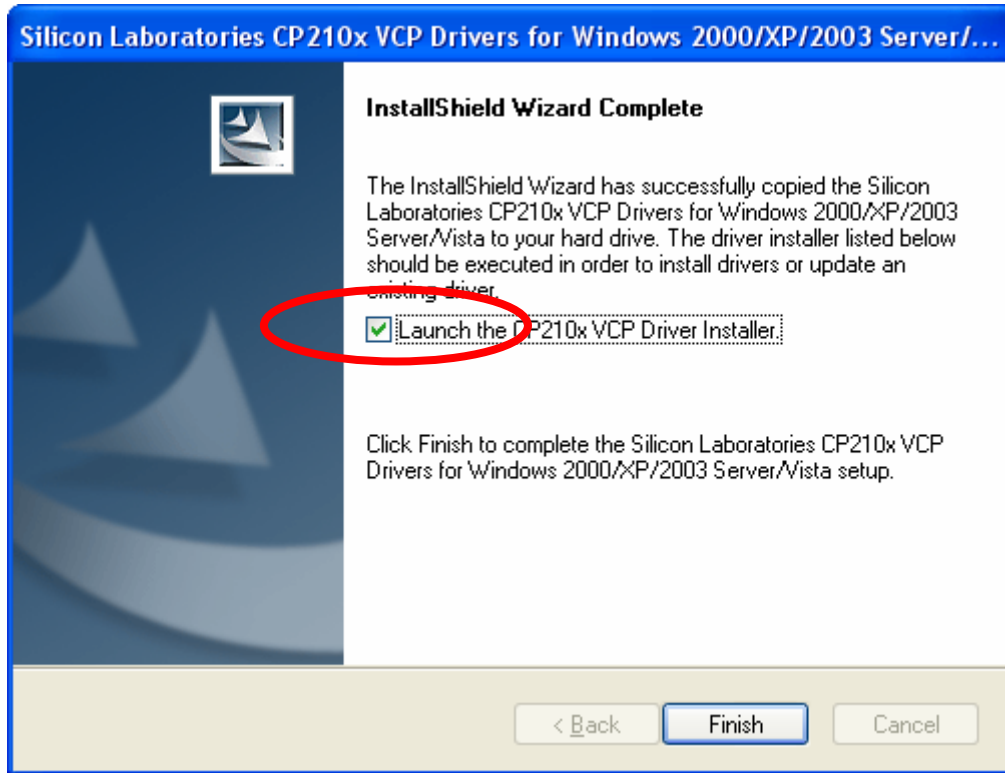 Silicon Laboratories CP210x VCP Drivers for Windows 2000/XP/2003 Server/...
InstallShield Wizard Complete
The InstallShield Wizard has successfully copied the Silicon
Laboratories CP210x VCP Drivers for Windows 2000/XP/2003
Server/Vista to your hard drive. The driver installer listed below
should be executed in order to install drivers or update an
existing driver.
Launch the CP210x VCP Driver Installer.
Click Finish to complete the Silicon Laboratories CP210x VCP
Drivers for Windows 2000/XP/2003 Server/Vista setup.
< Back Finish Cancel